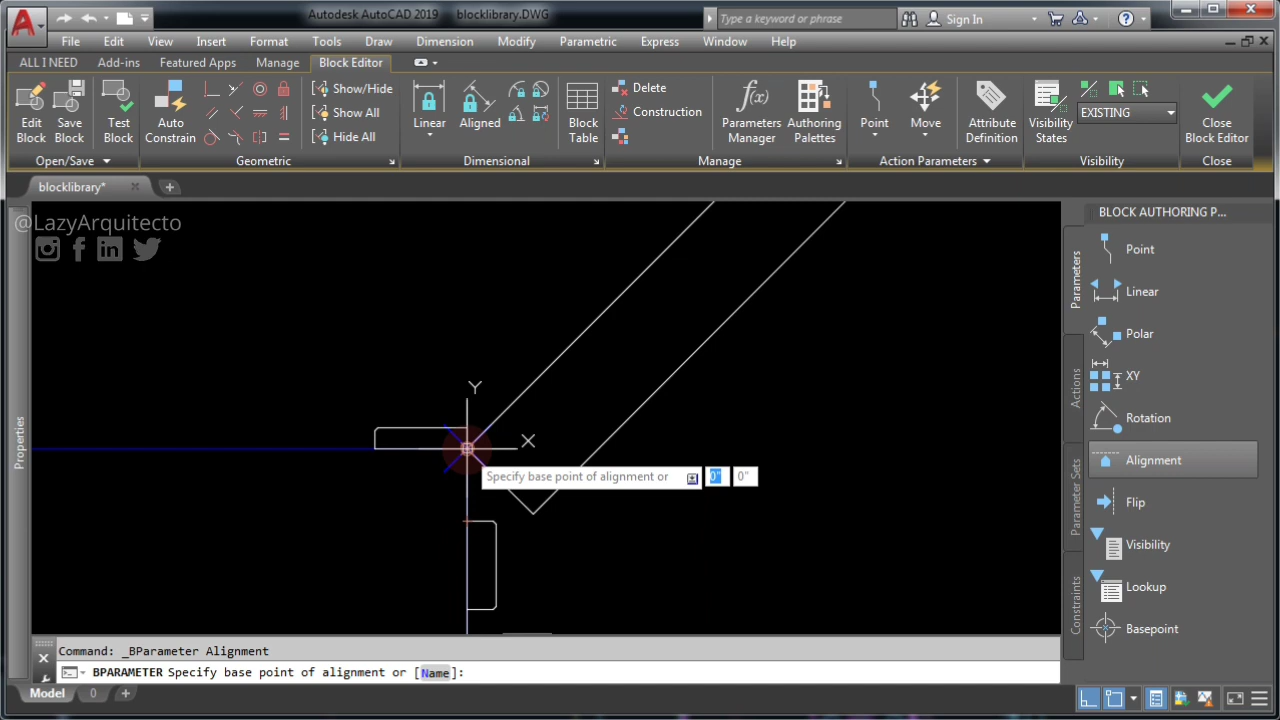 Autodesk AutoCAD 2019 blocklibrary.DWG
Type a keyword or phrase
Sign In
File Edit View Insert Format Tools Draw Dimension Modify Parametric Express Window Help
ALL I NEED Add-ins Featured Apps Manage Block Editor
Edit Block
Save Block
Test Block
Auto Constrain
Show/Hide
Show All
Hide All
Linear
Aligned
Block Table
Delete
Construction
Parameters Manager
Authoring Palettes
Point
Move
Attribute Definition
Visibility States
EXISTING
Close Block Editor
Open/Save Geometric Dimensional Manage Action Parameters Visibility Close
blocklibrary*
@LazyArquitecto
Properties
Y
X
Specify base point of alignment or 0" 0"
BLOCK AUTHORING P...
Parameters
Actions
Parameter Sets
Constraints
Point
Linear
Polar
XY
Rotation
Alignment
Flip
Visibility
Lookup
Basepoint
Command: _BParameter Alignment
BPARAMETER Specify base point of alignment or [Name]:
Model 0